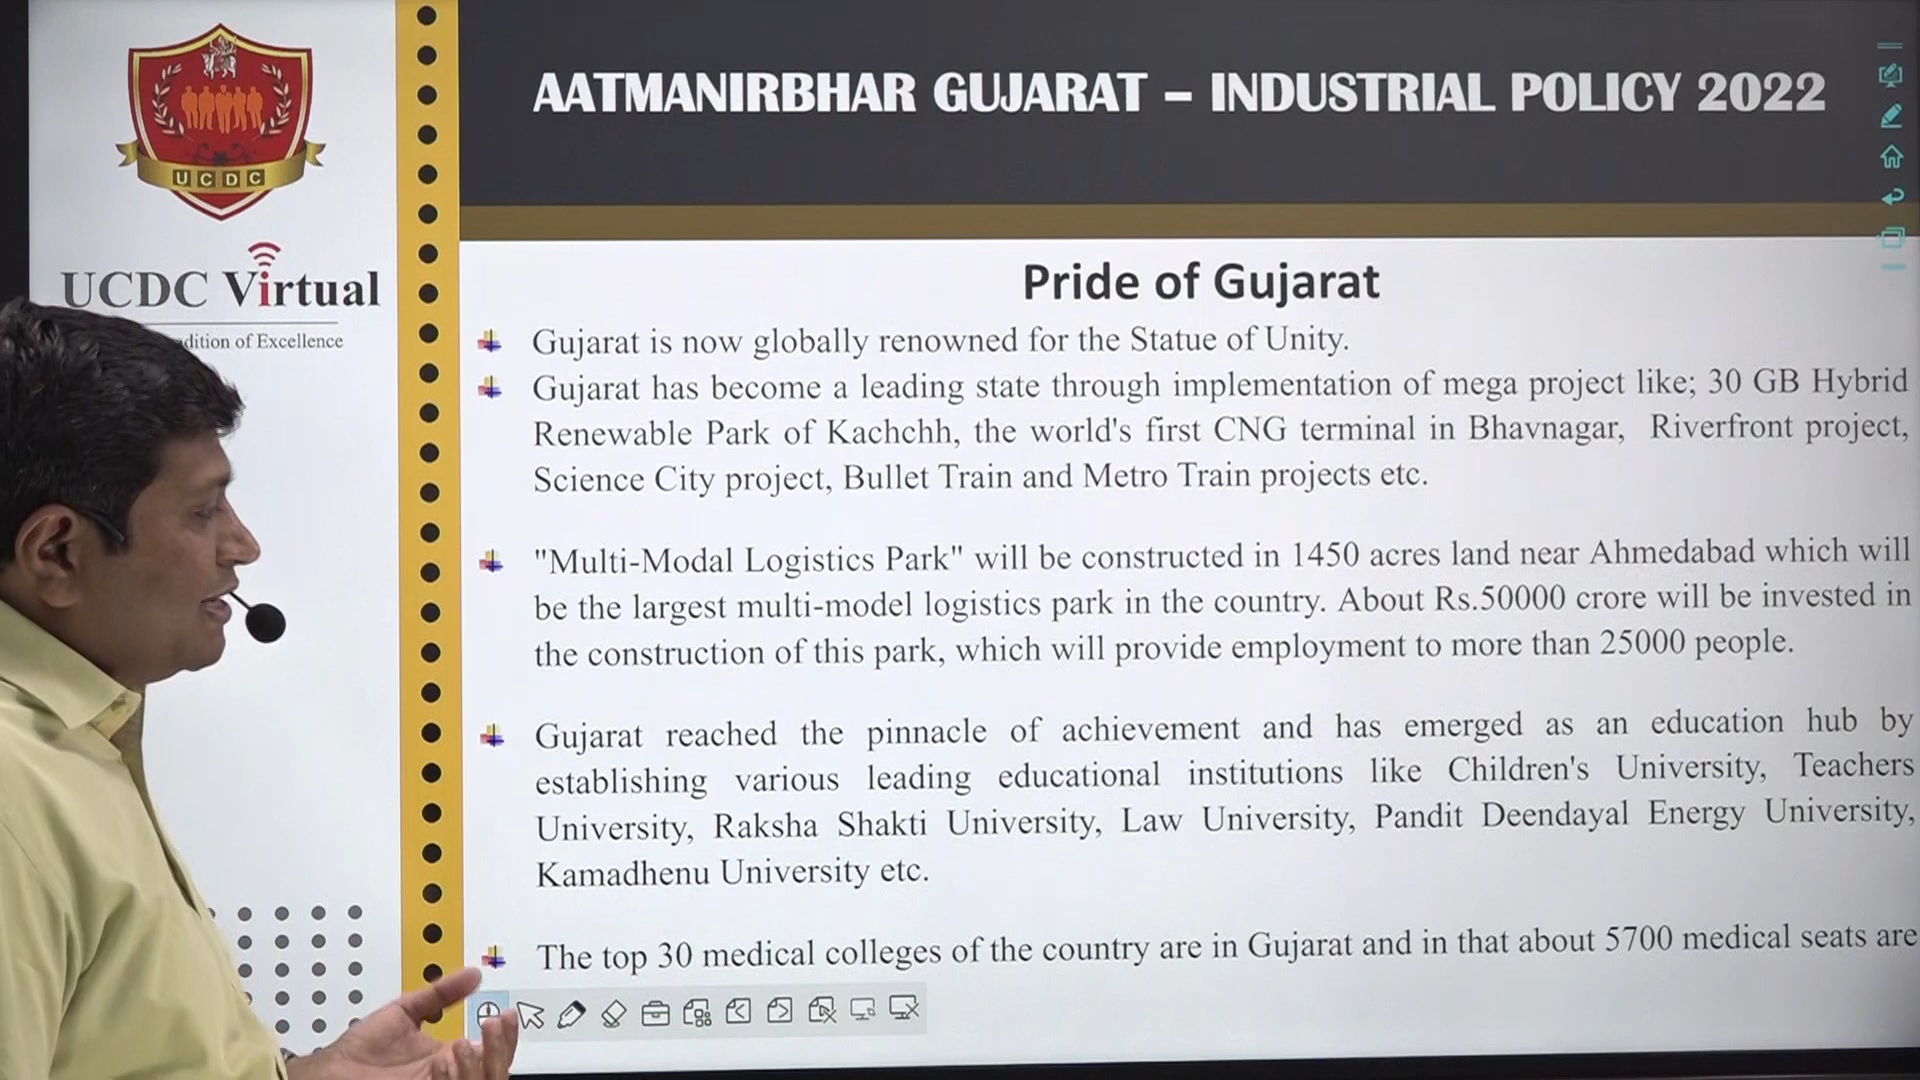 UCDC
UCDC Virtual
dition of Excellence
AATMANIRBHAR GUJARAT – INDUSTRIAL POLICY 2022
Pride of Gujarat
Gujarat is now globally renowned for the Statue of Unity.
Gujarat has become a leading state through implementation of mega project like; 30 GB Hybrid
Renewable Park of Kachchh, the world's first CNG terminal in Bhavnagar, Riverfront project,
Science City project, Bullet Train and Metro Train projects etc.
"Multi-Modal Logistics Park" will be constructed in 1450 acres land near Ahmedabad which will
be the largest multi-model logistics park in the country. About Rs.50000 crore will be invested in
the construction of this park, which will provide employment to more than 25000 people.
Gujarat reached the pinnacle of achievement and has emerged as an education hub by
establishing various leading educational institutions like Children's University, Teachers
University, Raksha Shakti University, Law University, Pandit Deendayal Energy University,
Kamadhenu University etc.
The top 30 medical colleges of the country are in Gujarat and in that about 5700 medical seats are